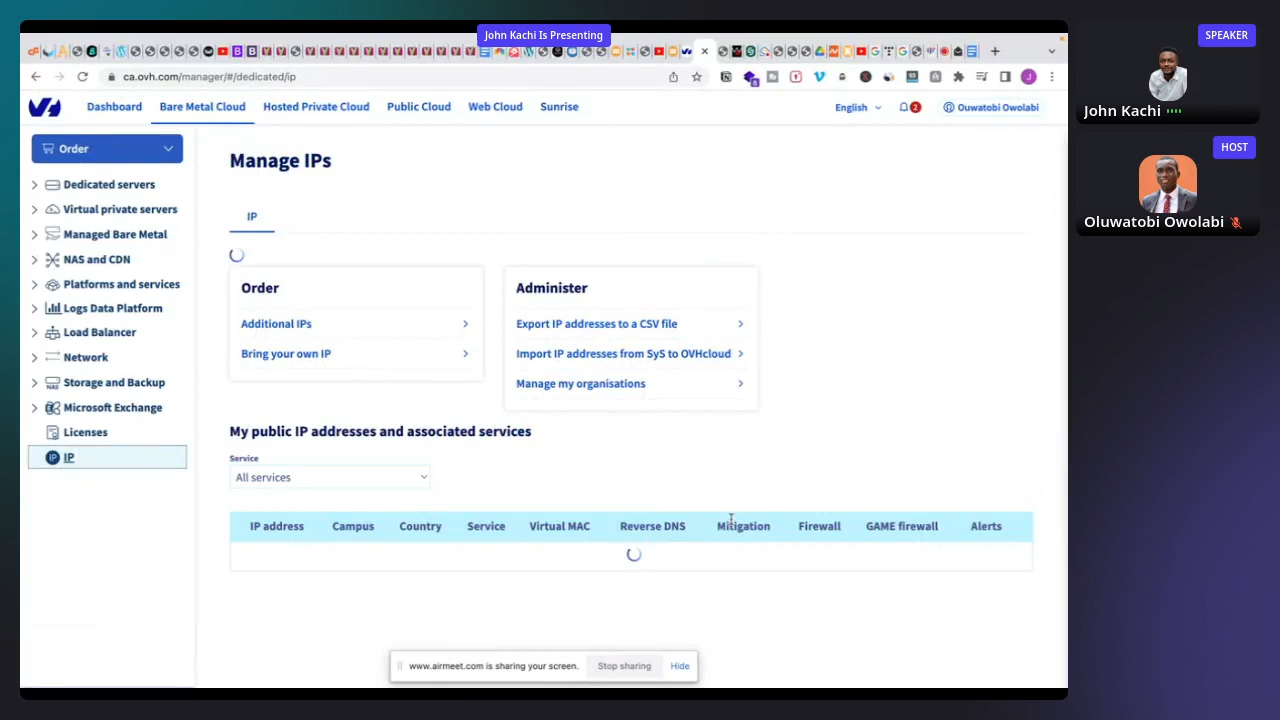 John Kachi Is Presenting
ca.ovh.com/manager/#/dedicated/ip
Dashboard Bare Metal Cloud Hosted Private Cloud Public Cloud Web Cloud Sunrise
English 2 Ouwatobi Owolabi
Order
Dedicated servers
Virtual private servers
Managed Bare Metal
NAS and CDN
Platforms and services
Logs Data Platform
Load Balancer
Network
Storage and Backup
Microsoft Exchange
Licenses
IP
Manage IPs
IP
Order
Additional IPs
Bring your own IP
Administer
Export IP addresses to a CSV file
Import IP addresses from SyS to OVHcloud
Manage my organisations
My public IP addresses and associated services
Service
All services
IP address Campus Country Service Virtual MAC Reverse DNS Mitigation Firewall GAME firewall Alerts
www.airmeet.com is sharing your screen. Stop sharing Hide
SPEAKER
John Kachi
HOST
Oluwatobi Owolabi